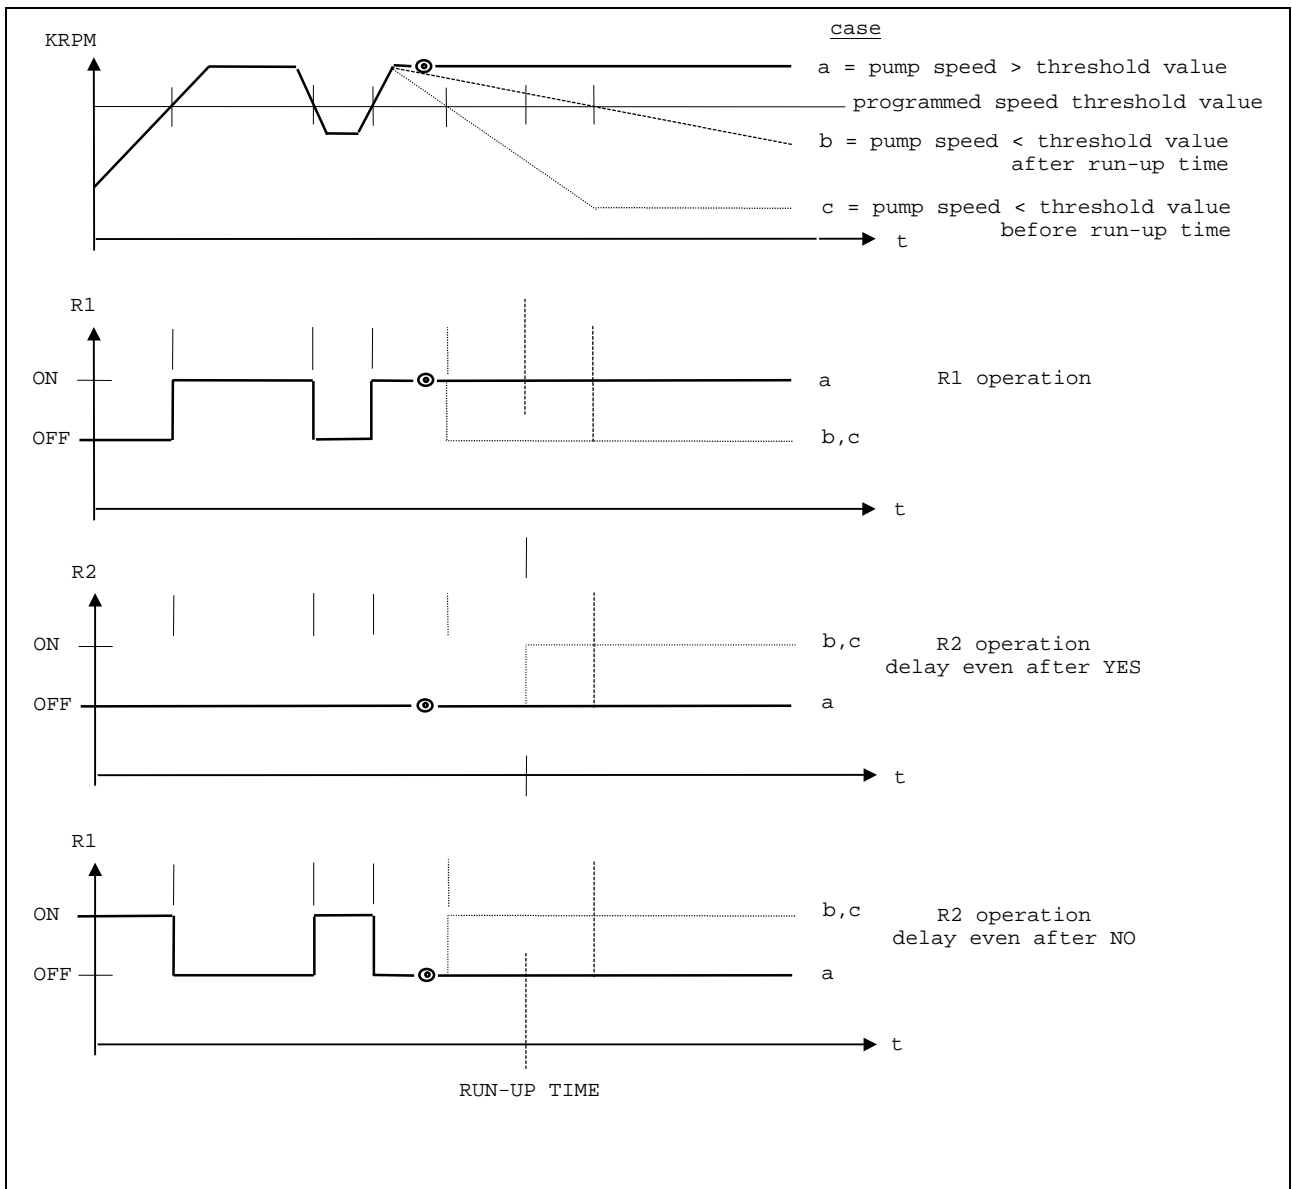 case
KRPM
a = pump speed > threshold value
programmed speed threshold value
b = pump speed < threshold value
after run-up time
c = pump speed < threshold value
before run-up time
t
R1
ON
a
R1 operation
OFF
b,c
t
R2
ON
b,c
R2 operation
delay even after YES
OFF
a
t
R1
ON
b,c
R2 operation
delay even after NO
OFF
a
t
RUN-UP TIME